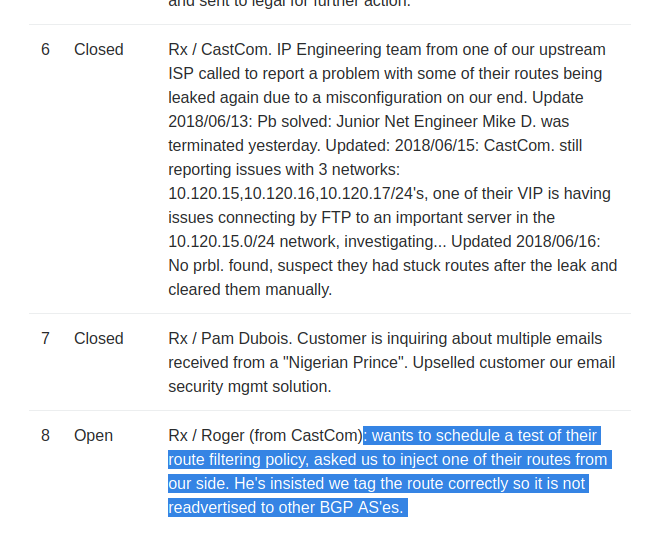 and sent to legal for further action.
6 Closed Rx / CastCom. IP Engineering team from one of our upstream
ISP called to report a problem with some of their routes being
leaked again due to a misconfiguration on our end. Update
2018/06/13: Pb solved: Junior Net Engineer Mike D. was
terminated yesterday. Updated: 2018/06/15: CastCom. still
reporting issues with 3 networks:
10.120.15,10.120.16,10.120.17/24's, one of their VIP is having
issues connecting by FTP to an important server in the
10.120.15.0/24 network, investigating... Updated 2018/06/16:
No prbl. found, suspect they had stuck routes after the leak and
cleared them manually.
7 Closed Rx / Pam Dubois. Customer is inquiring about multiple emails
received from a "Nigerian Prince". Upselled customer our email
security mgmt solution.
8 Open Rx / Roger (from CastCom): wants to schedule a test of their
route filtering policy, asked us to inject one of their routes from
our side. He's insisted we tag the route correctly so it is not
readvertised to other BGP AS'es.